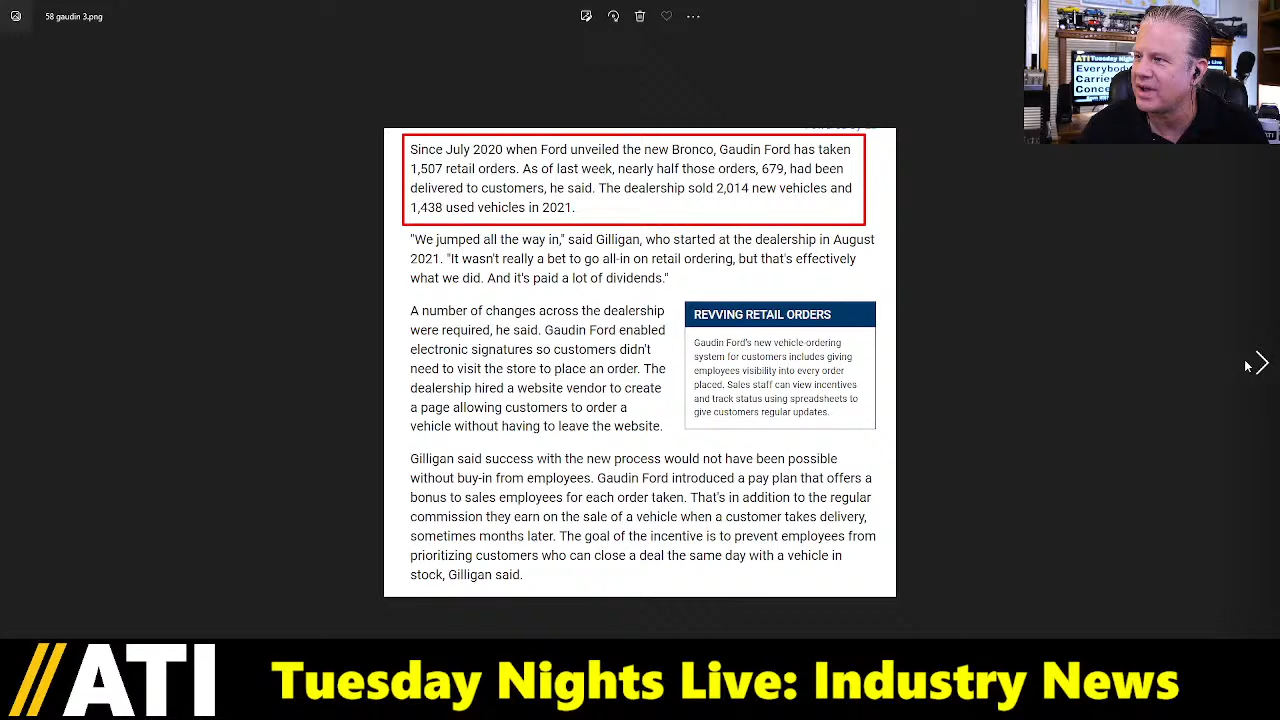 58 gaudin 3.png
ATI Tuesday Nights Live
Everybody
Carrier
Conce
Since July 2020 when Ford unveiled the new Bronco, Gaudin Ford has taken
1,507 retail orders. As of last week, nearly half those orders, 679, had been
delivered to customers, he said. The dealership sold 2,014 new vehicles and
1,438 used vehicles in 2021.
"We jumped all the way in," said Gilligan, who started at the dealership in August
2021. "It wasn't really a bet to go all-in on retail ordering, but that's effectively
what we did. And it's paid a lot of dividends."
A number of changes across the dealership
were required, he said. Gaudin Ford enabled
electronic signatures so customers didn't
need to visit the store to place an order. The
dealership hired a website vendor to create
a page allowing customers to order a
vehicle without having to leave the website.
REVVING RETAIL ORDERS
Gaudin Ford's new vehicle-ordering
system for customers includes giving
employees visibility into every order
placed. Sales staff can view incentives
and track status using spreadsheets to
give customers regular updates.
Gilligan said success with the new process would not have been possible
without buy-in from employees. Gaudin Ford introduced a pay plan that offers a
bonus to sales employees for each order taken. That's in addition to the regular
commission they earn on the sale of a vehicle when a customer takes delivery,
sometimes months later. The goal of the incentive is to prevent employees from
prioritizing customers who can close a deal the same day with a vehicle in
stock, Gilligan said.
//ATI
Tuesday Nights Live: Industry News